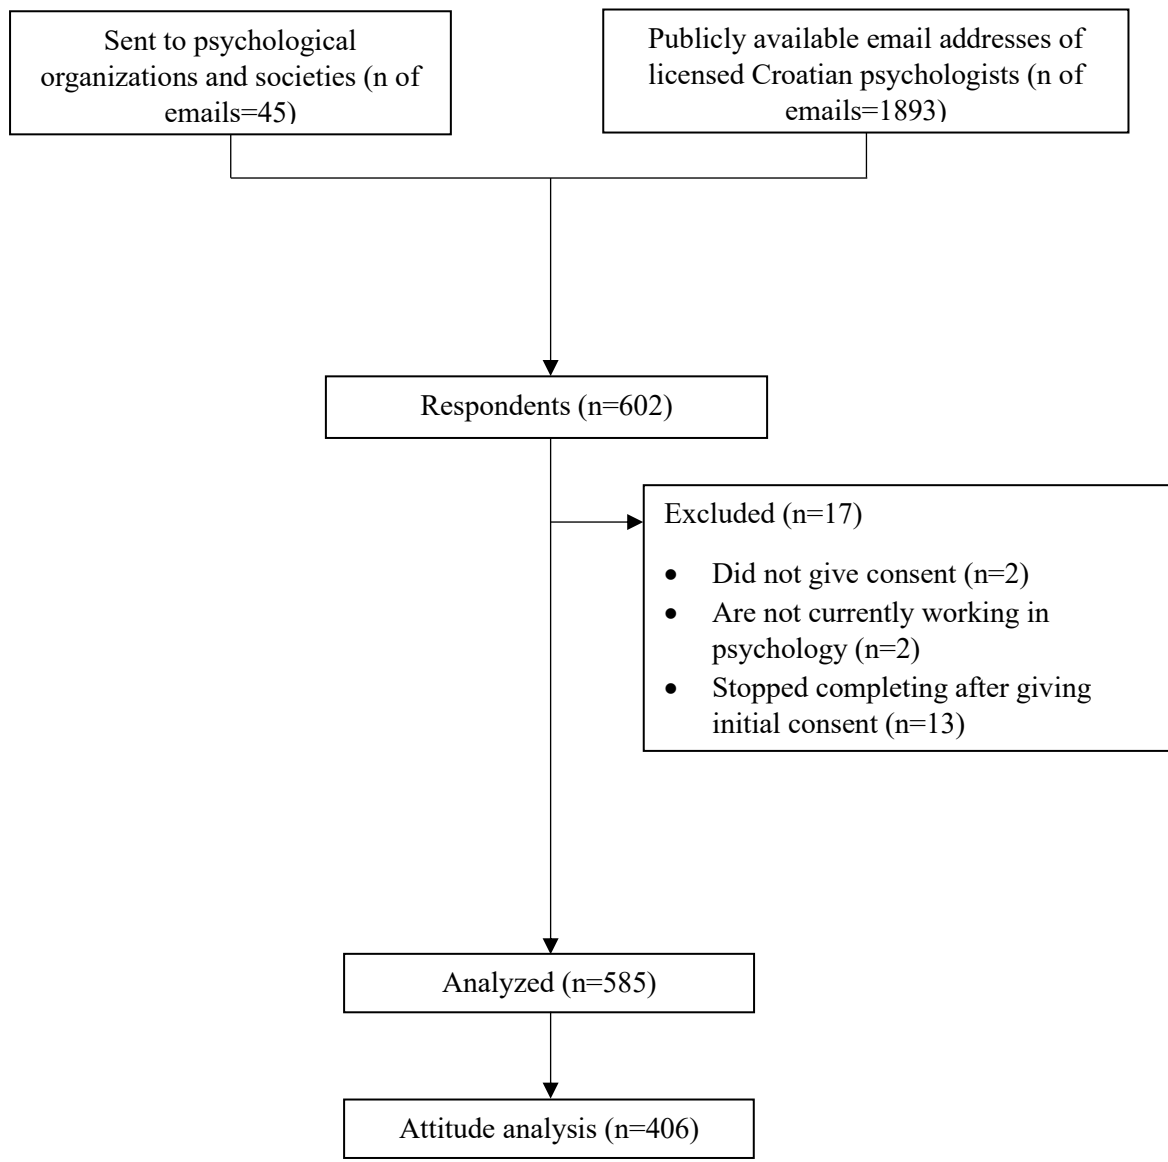 Sent to psychological
organizations and societies (n of
emails=45)
Publicly available email addresses of
licensed Croatian psychologists (n of
emails=1893)
Respondents (n=602)
Excluded (n=17)
• Did not give consent (n=2)
• Are not currently working in
psychology (n=2)
• Stopped completing after giving
initial consent (n=13)
Analyzed (n=585)
Attitude analysis (n=406)